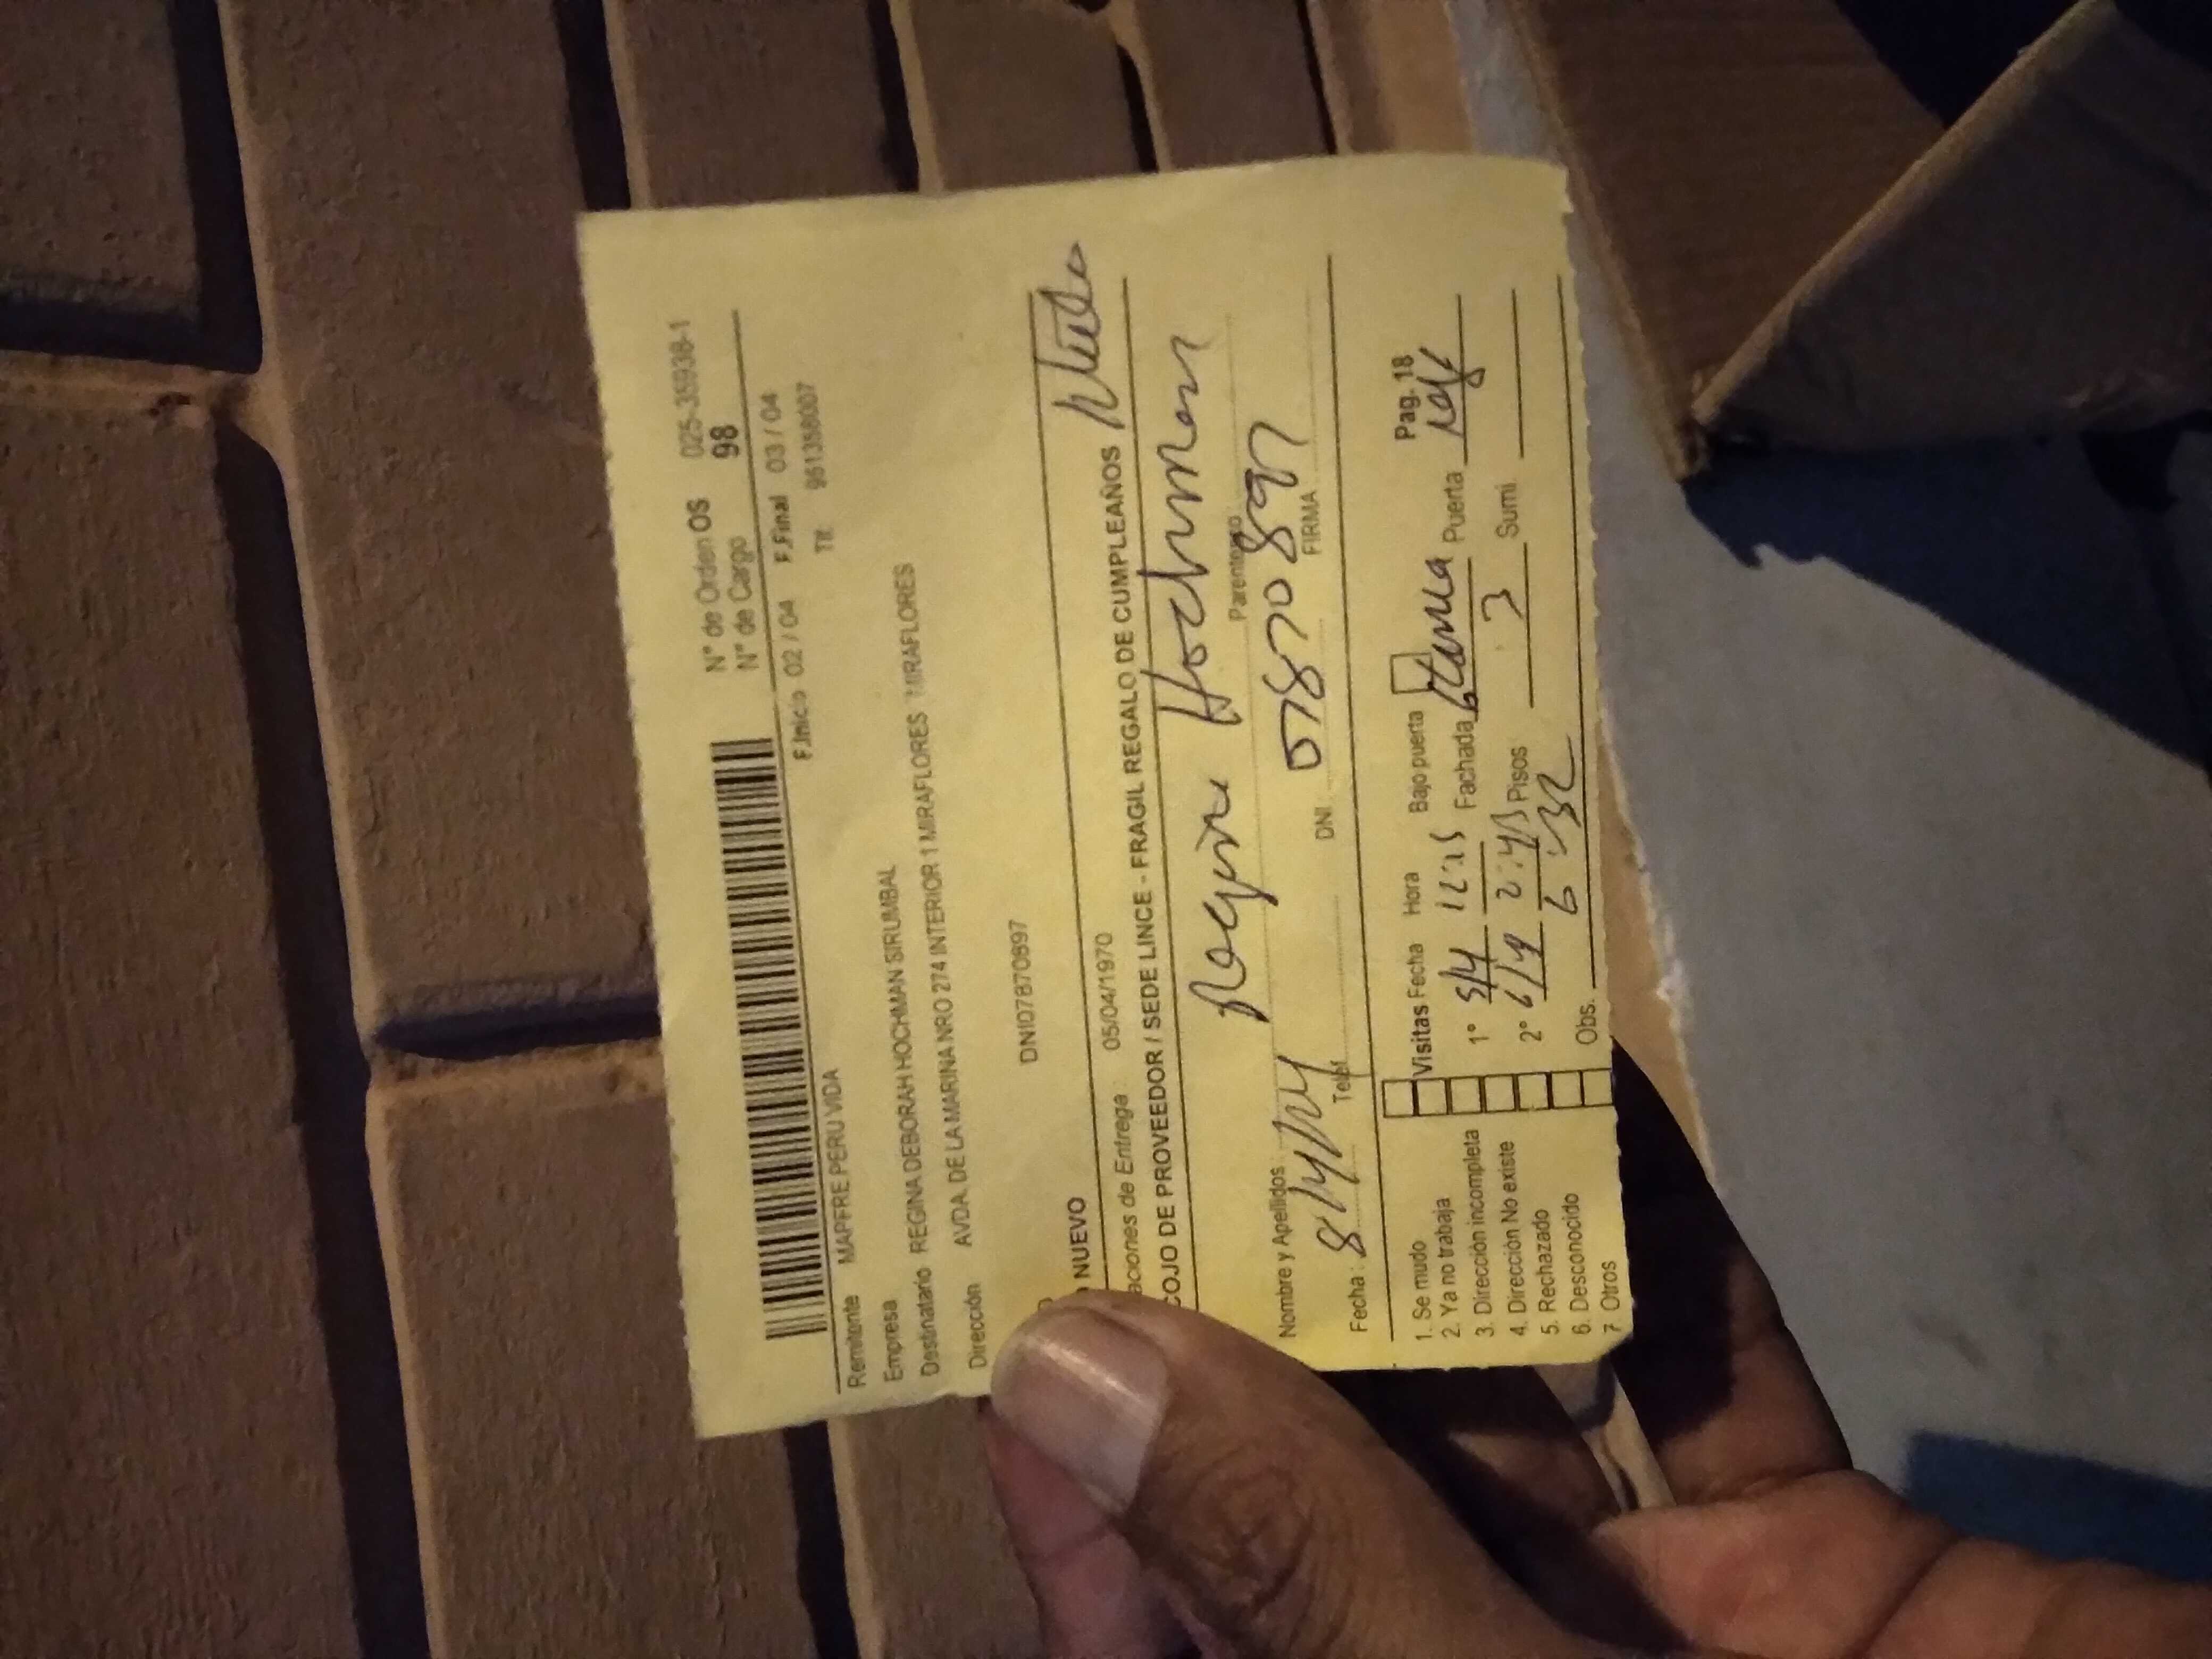 N° de Orden OS 025-35938-1
N° de Cargo 98
F.Inicio 02 / 04 F.Final 03 / 04
Remitente MAPFRE PERU VIDA Tlf. 961358007
Empresa
Destinatario REGINA DEBORAH HOCHMAN SIRUMBAL
Dirección AVDA. DE LA MARINA NRO 274 INTERIOR 1 MIRAFLORES MIRAFLORES
DNI07870897
NUEVO
aciones de Entrega : 05/04/1970
COJO DE PROVEEDOR / SEDE LINCE - FRAGIL REGALO DE CUMPLEAÑOS
Regina Hochman
Nombre y Apellidos Parentesco
Fecha : 8/4/24 Telef DNI 07870897 FIRMA
Pag. 18
1. Se mudo Visitas Fecha Hora Bajo puerta
2. Ya no trabaja 1° 5/4 12:15 Fachada Puerta
3. Dirección incompleta 2° 6/4 2:45 Pisos 3 Sumi.
4. Dirección No existe 6:32
5. Rechazado Obs.
6. Desconocido
7 Otros